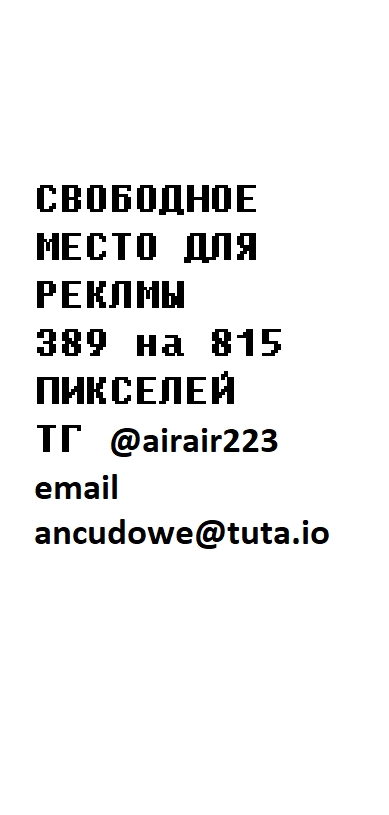 СВОБОДНОЕ
МЕСТО ДЛЯ
РЕКЛМЫ
389 на 815
ПИКСЕЛЕЙ
ТГ @airair223
email
ancudowe@tuta.io